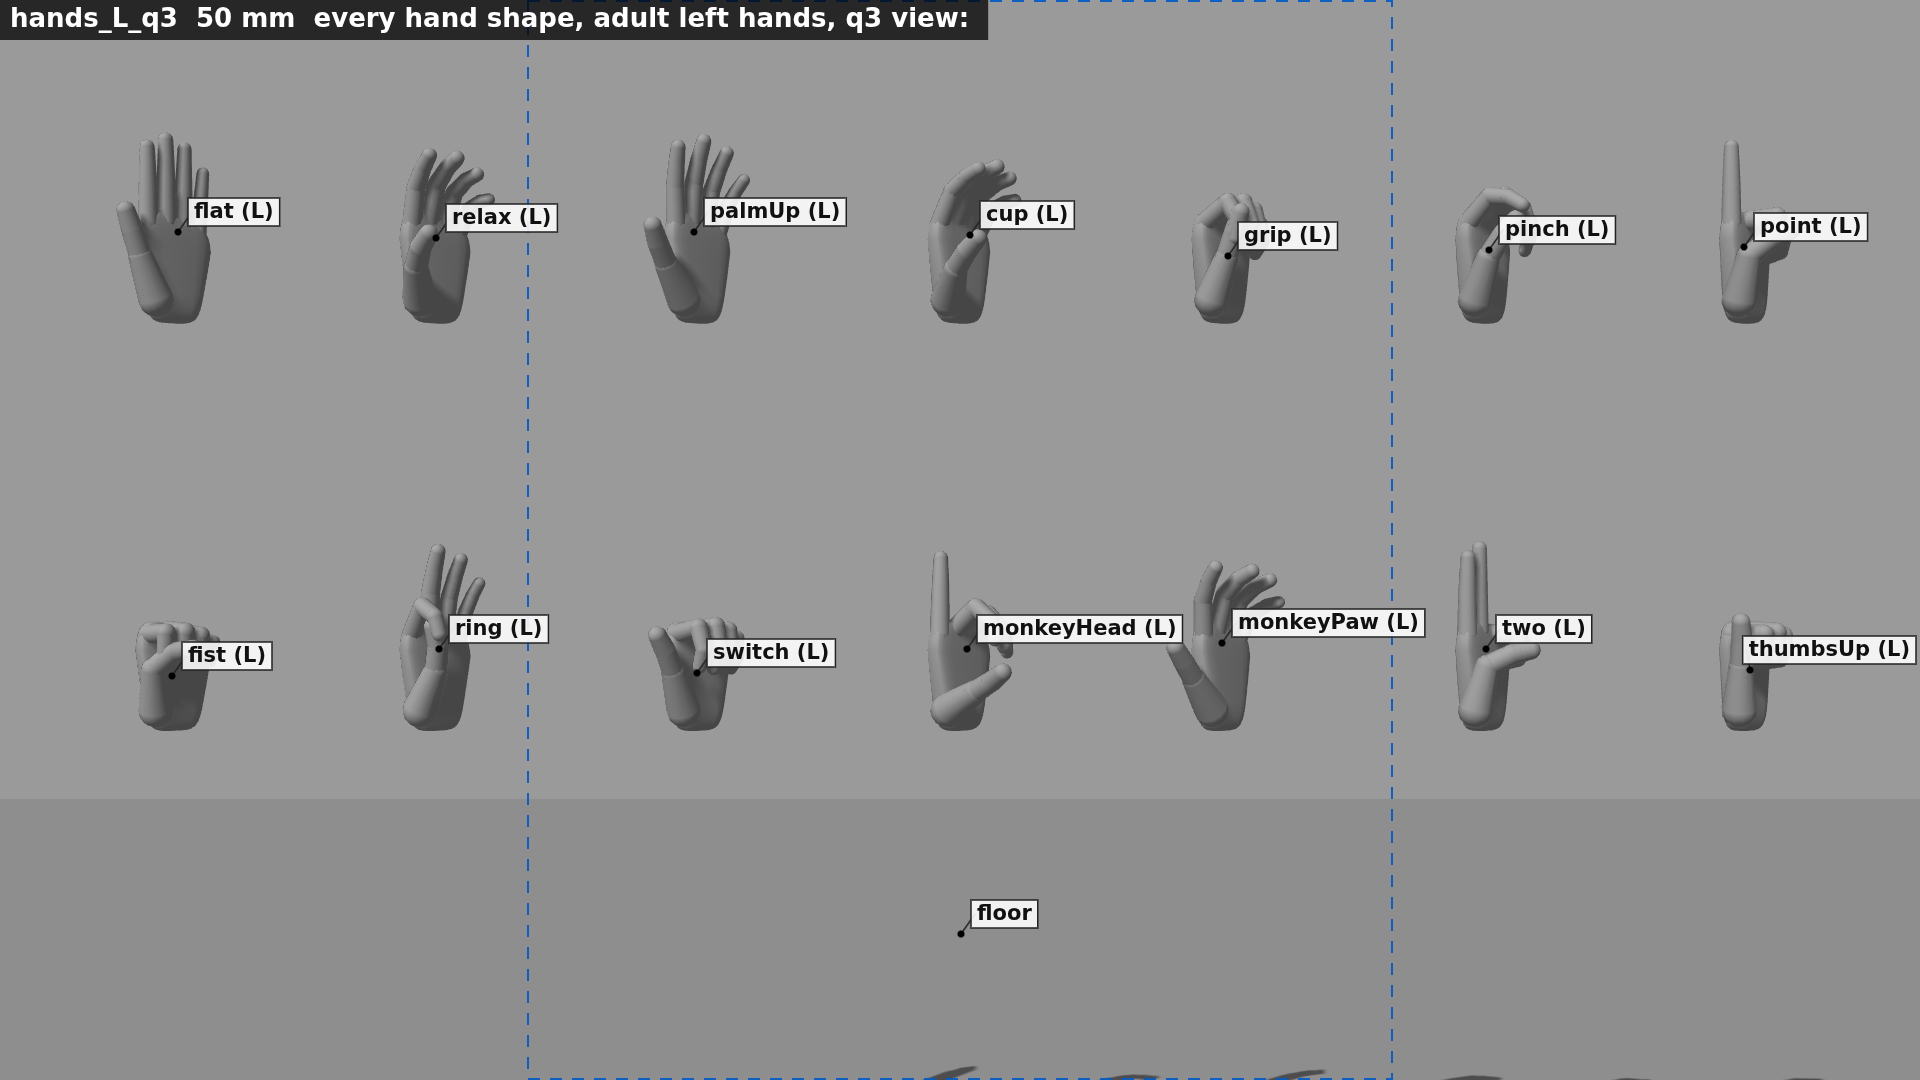 hands_L_q3  50 mm  every hand shape, adult left hands, q3 view:
flat (L)
relax (L)
palmUp (L)
cup (L)
grip (L)
pinch (L)
point (L)
fist (L)
ring (L)
switch (L)
monkeyHead (L)
monkeyPaw (L)
two (L)
thumbsUp (L)
floor